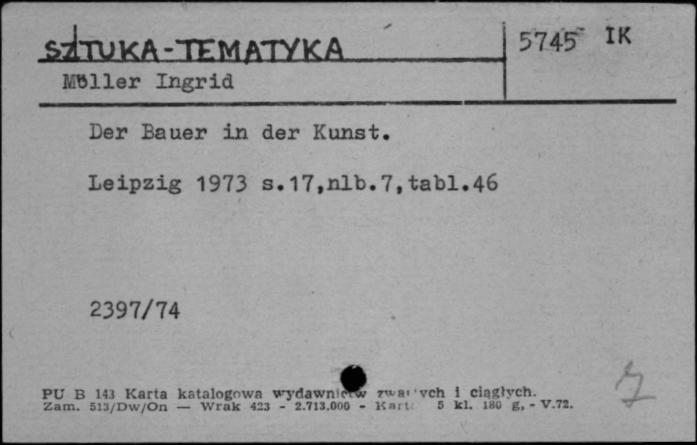 SZTUKA-TEMATYKA
5745 IK
Möller Ingrid
Der Bauer in der Kunst.
Leipzig 1973 s.17,nlb.7,tabl.46
2397/74
PU B 143 Karta katalogowa wydawnictw zwartych i ciągłych.
Zam. 513/Dw/On — Wrak 423 - 2.713.000 - Kart 5 kl. 180 g, - V.72.